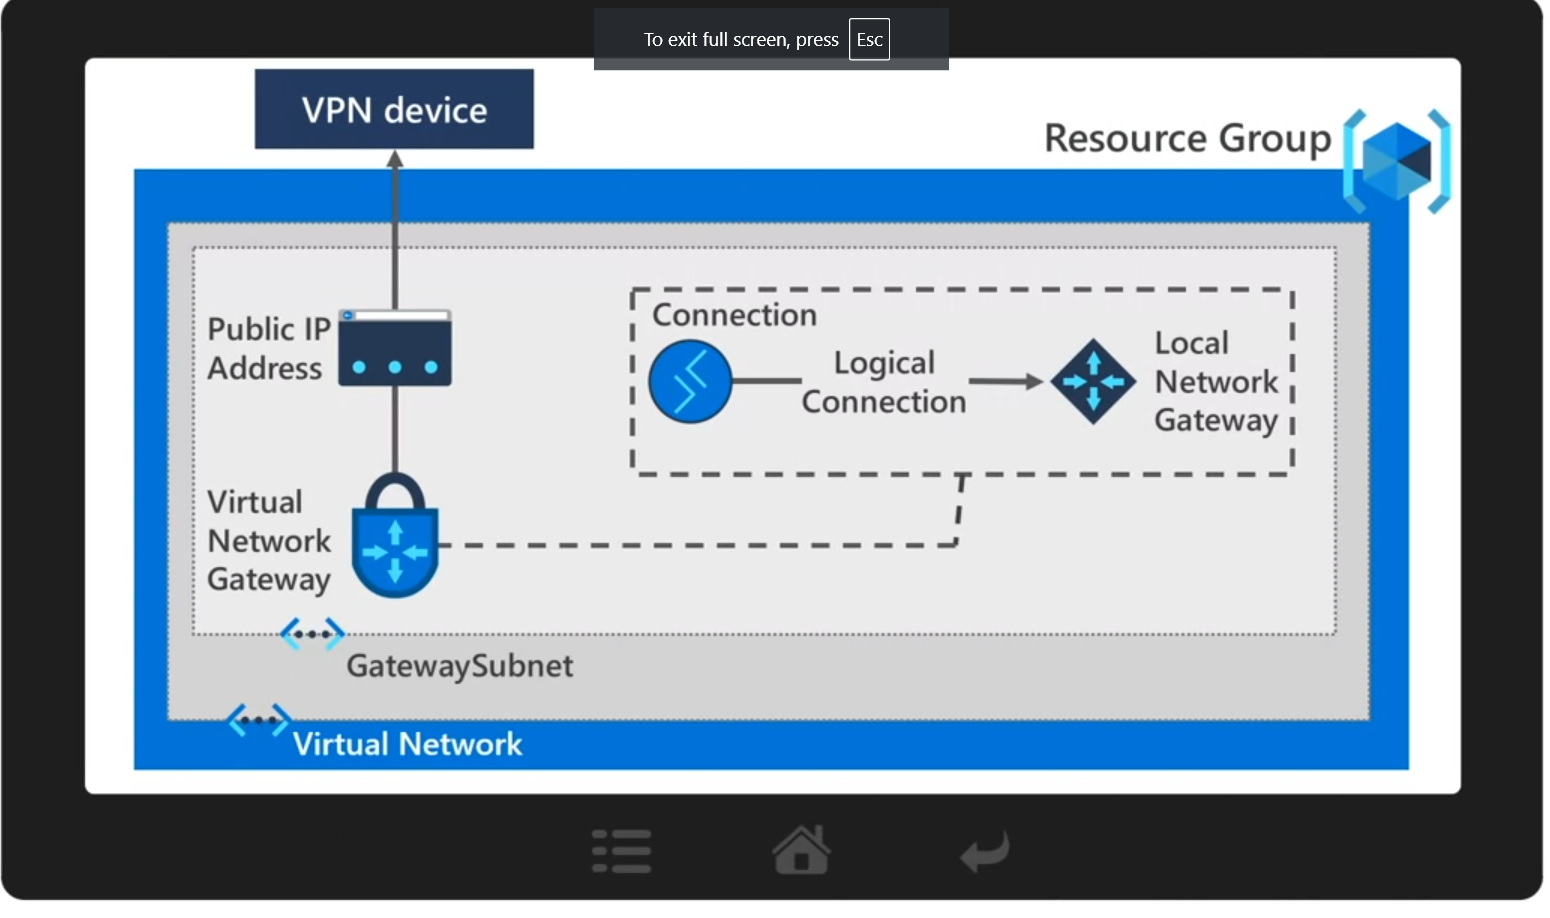 To exit full screen, press Esc
VPN device
Resource Group
Public IP
Address
Connection
Logical
Connection
Local
Network
Gateway
Virtual
Network
Gateway
GatewaySubnet
Virtual Network